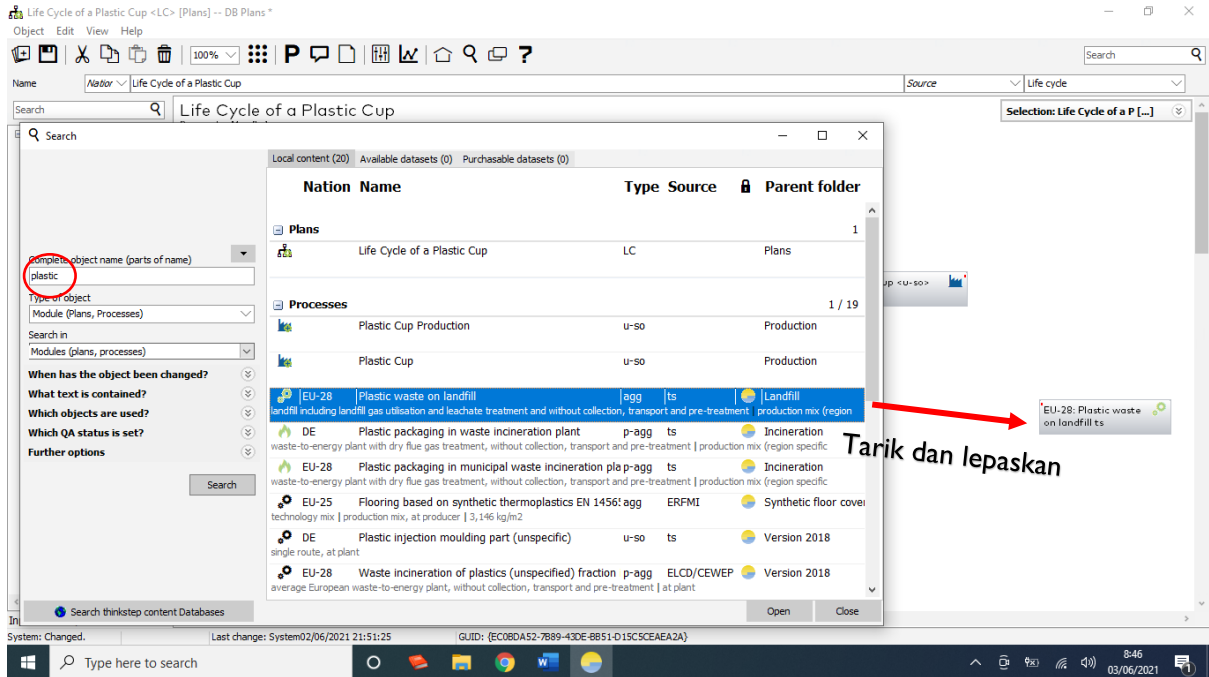 Life Cycle of a Plastic Cup <LC> [Plans] -- DB Plans *
Object Edit View Help
100%
P
?
Search
Name Nation Life Cycle of a Plastic Cup Source Life cycle
Search
Life Cycle of a Plastic Cup
Selection: Life Cycle of a P [...]
Search
Local content (20) Available datasets (0) Purchasable datasets (0)
Nation Name Type Source Parent folder
Plans 1
Life Cycle of a Plastic Cup LC Plans
Complete object name (parts of name)
plastic
Type of object
Module (Plans, Processes)
Search in
Modules (plans, processes)
When has the object been changed?
What text is contained?
Which objects are used?
Which QA status is set?
Further options
Search
Processes 1 / 19
Plastic Cup Production u-so Production
Plastic Cup u-so Production
EU-28 Plastic waste on landfill agg ts Landfill
landfill including landfill gas utilisation and leachate treatment and without collection, transport and pre-treatment | production mix (region
DE Plastic packaging in waste incineration plant p-agg ts Incineration
waste-to-energy plant with dry flue gas treatment, without collection, transport and pre-treatment | production mix (region specific
EU-28 Plastic packaging in municipal waste incineration pla p-agg ts Incineration
waste-to-energy plant with dry flue gas treatment, without collection, transport and pre-treatment | production mix (region specific
EU-25 Flooring based on synthetic thermoplastics EN 1456 agg ERFMI Synthetic floor cover
technology mix | production mix, at producer | 3,146 kg/m2
DE Plastic injection moulding part (unspecific) u-so ts Version 2018
single route, at plant
EU-28 Waste incineration of plastics (unspecified) fraction p-agg ELCD/CEWEP Version 2018
average European waste-to-energy plant, without collection, transport and pre-treatment | at plant
Search thinkstep content Databases
Open Close
up <u-so>
EU-28: Plastic waste
on landfill ts
Tarik dan lepaskan
In
System: Changed. Last change: System02/06/2021 21:51:25 GUID: {EC0BDA52-7B89-43DE-BB51-D15C5CEAEA2A}
Type here to search
8:46
03/06/2021
1